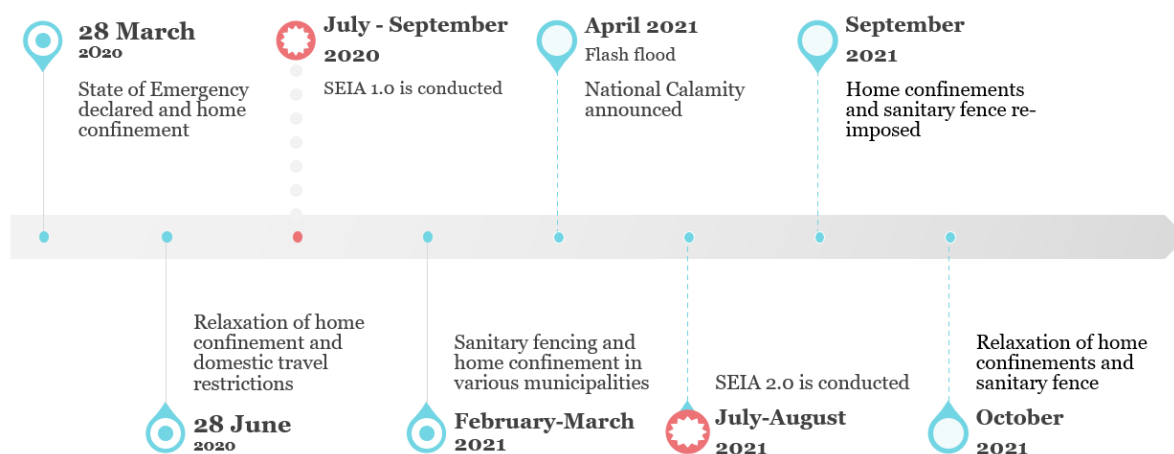 28 March
2020
State of Emergency
declared and home
confinement
July - September
2020
SEIA 1.0 is conducted
April 2021
Flash flood
National Calamity
announced
September
2021
Home confinements
and sanitary fence re-
imposed
Relaxation of home
confinement and
domestic travel
restrictions
28 June
2020
Sanitary fencing and
home confinement in
various municipalities
February-March
2021
SEIA 2.0 is conducted
July-August
2021
Relaxation of home
confinements and
sanitary fence
October
2021